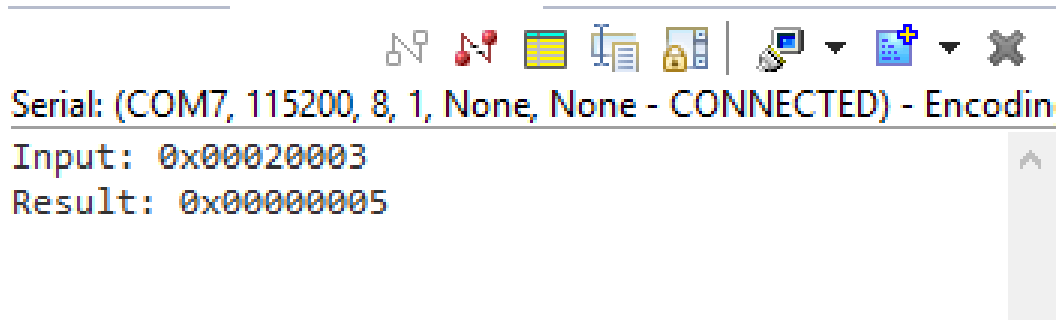 Serial: (COM7, 115200, 8, 1, None, None - CONNECTED) - Encodin
Input: 0x00020003
Result: 0x00000005